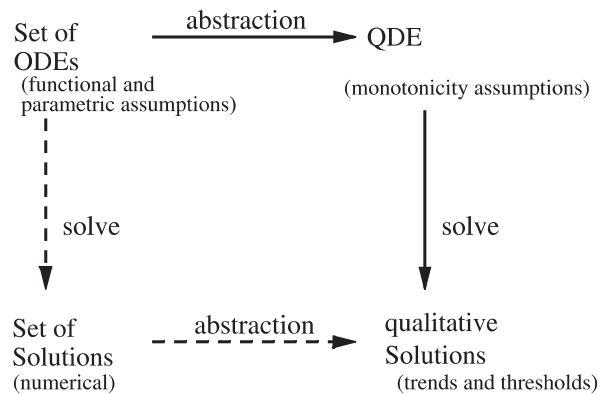 abstraction
Set of
ODEs
QDE
(functional and
parametric assumptions)
(monotonicity assumptions)
solve
solve
abstraction
Set of
Solutions
(numerical)
qualitative
Solutions
(trends and thresholds)